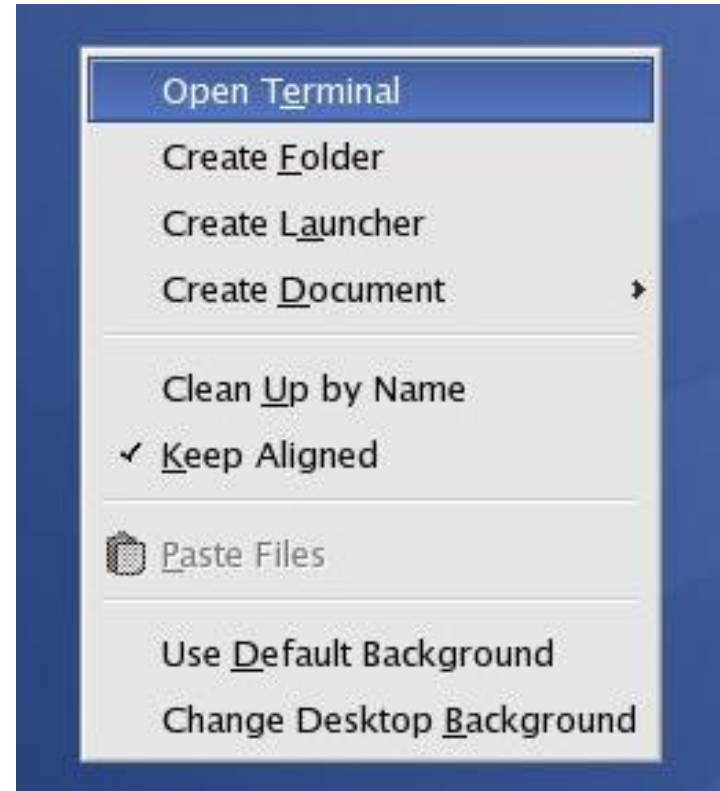 Open Terminal
Create Folder
Create Launcher
Create Document
Clean Up by Name
Keep Aligned
Paste Files
Use Default Background
Change Desktop Background